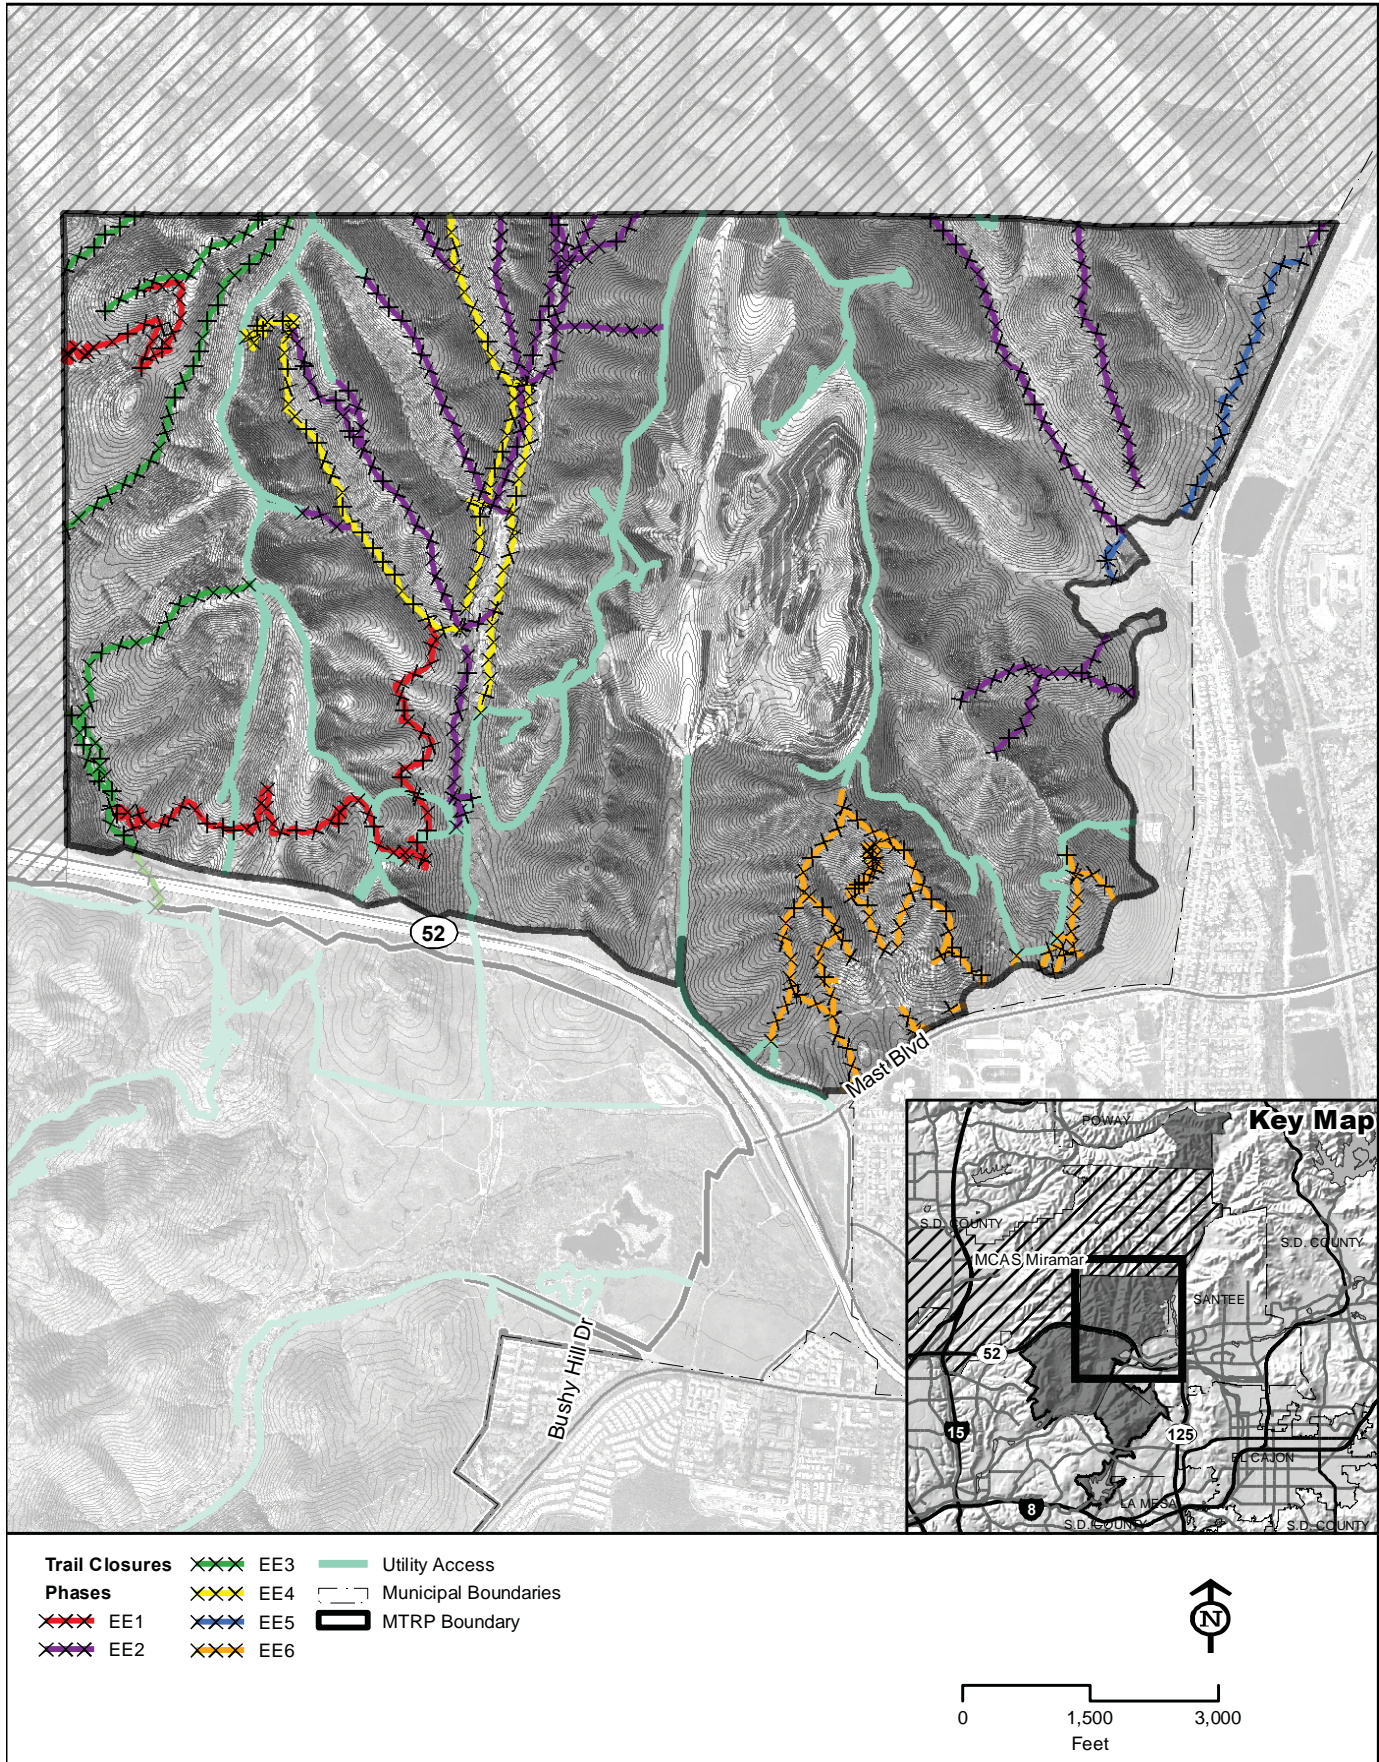 52
Mast Blvd
Bushy Hill Dr
Key Map
POWAY
S.D. COUNTY
S.D. COUNTY
MCAS Miramar
SANTEE
52
15
125
EL CAJON
LA MESA
8
S.D. COUNTY
S.D. COUNTY
Trail Closures
Phases
EE1
EE2
EE3
EE4
EE5
EE6
Utility Access
Municipal Boundaries
MTRP Boundary
N
0 1,500 3,000
Feet